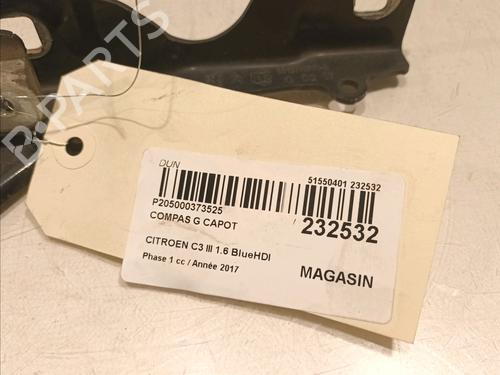 B-PARTS
DUN
51550401 232532
P205000373525
COMPAS G CAPOT
232532
CITROEN C3 III 1.6 BlueHDI
Phase 1 cc / Année 2017
MAGASIN